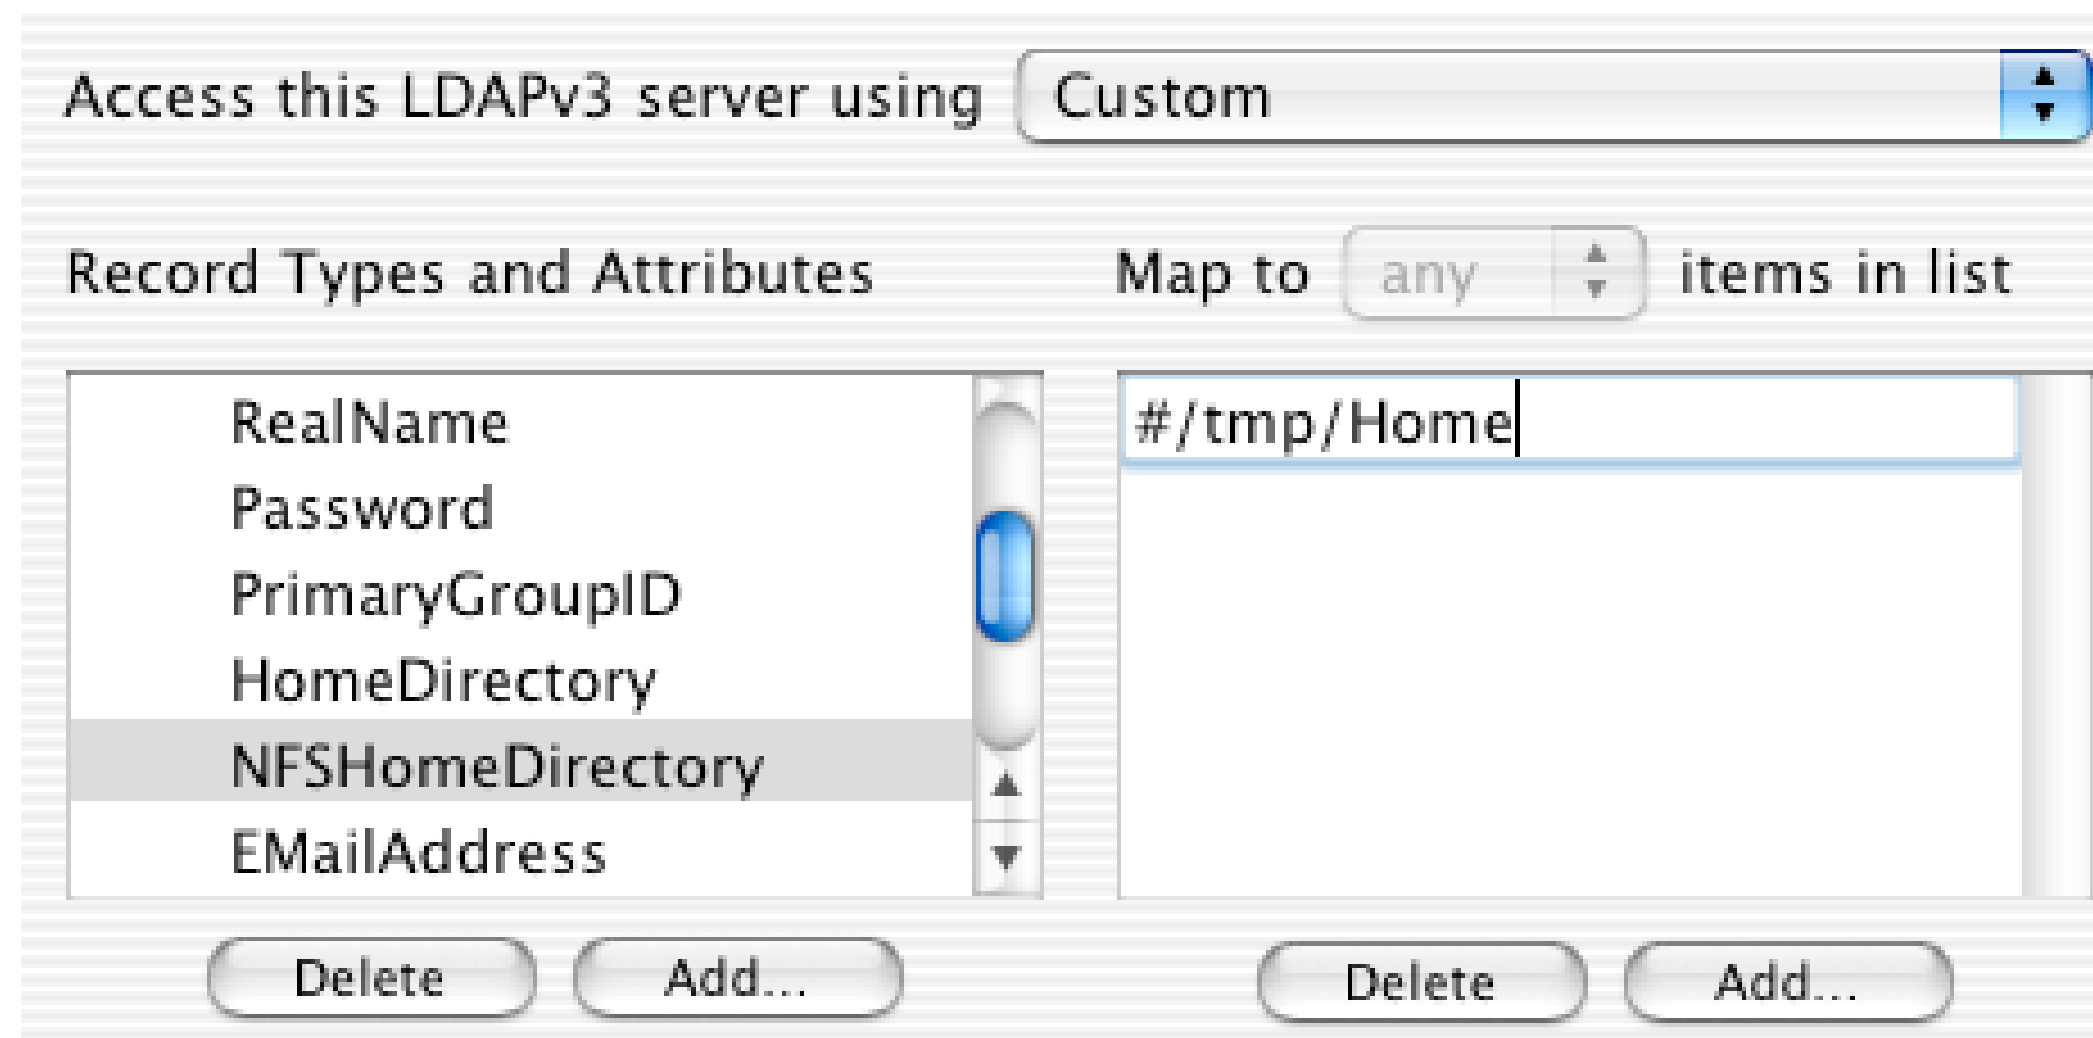 Access this LDAPv3 server using Custom
Record Types and Attributes
Map to any items in list
RealName
Password
PrimaryGroupID
HomeDirectory
NFSHomeDirectory
EMailAddress
Delete Add...
#/tmp/Home
Delete Add...